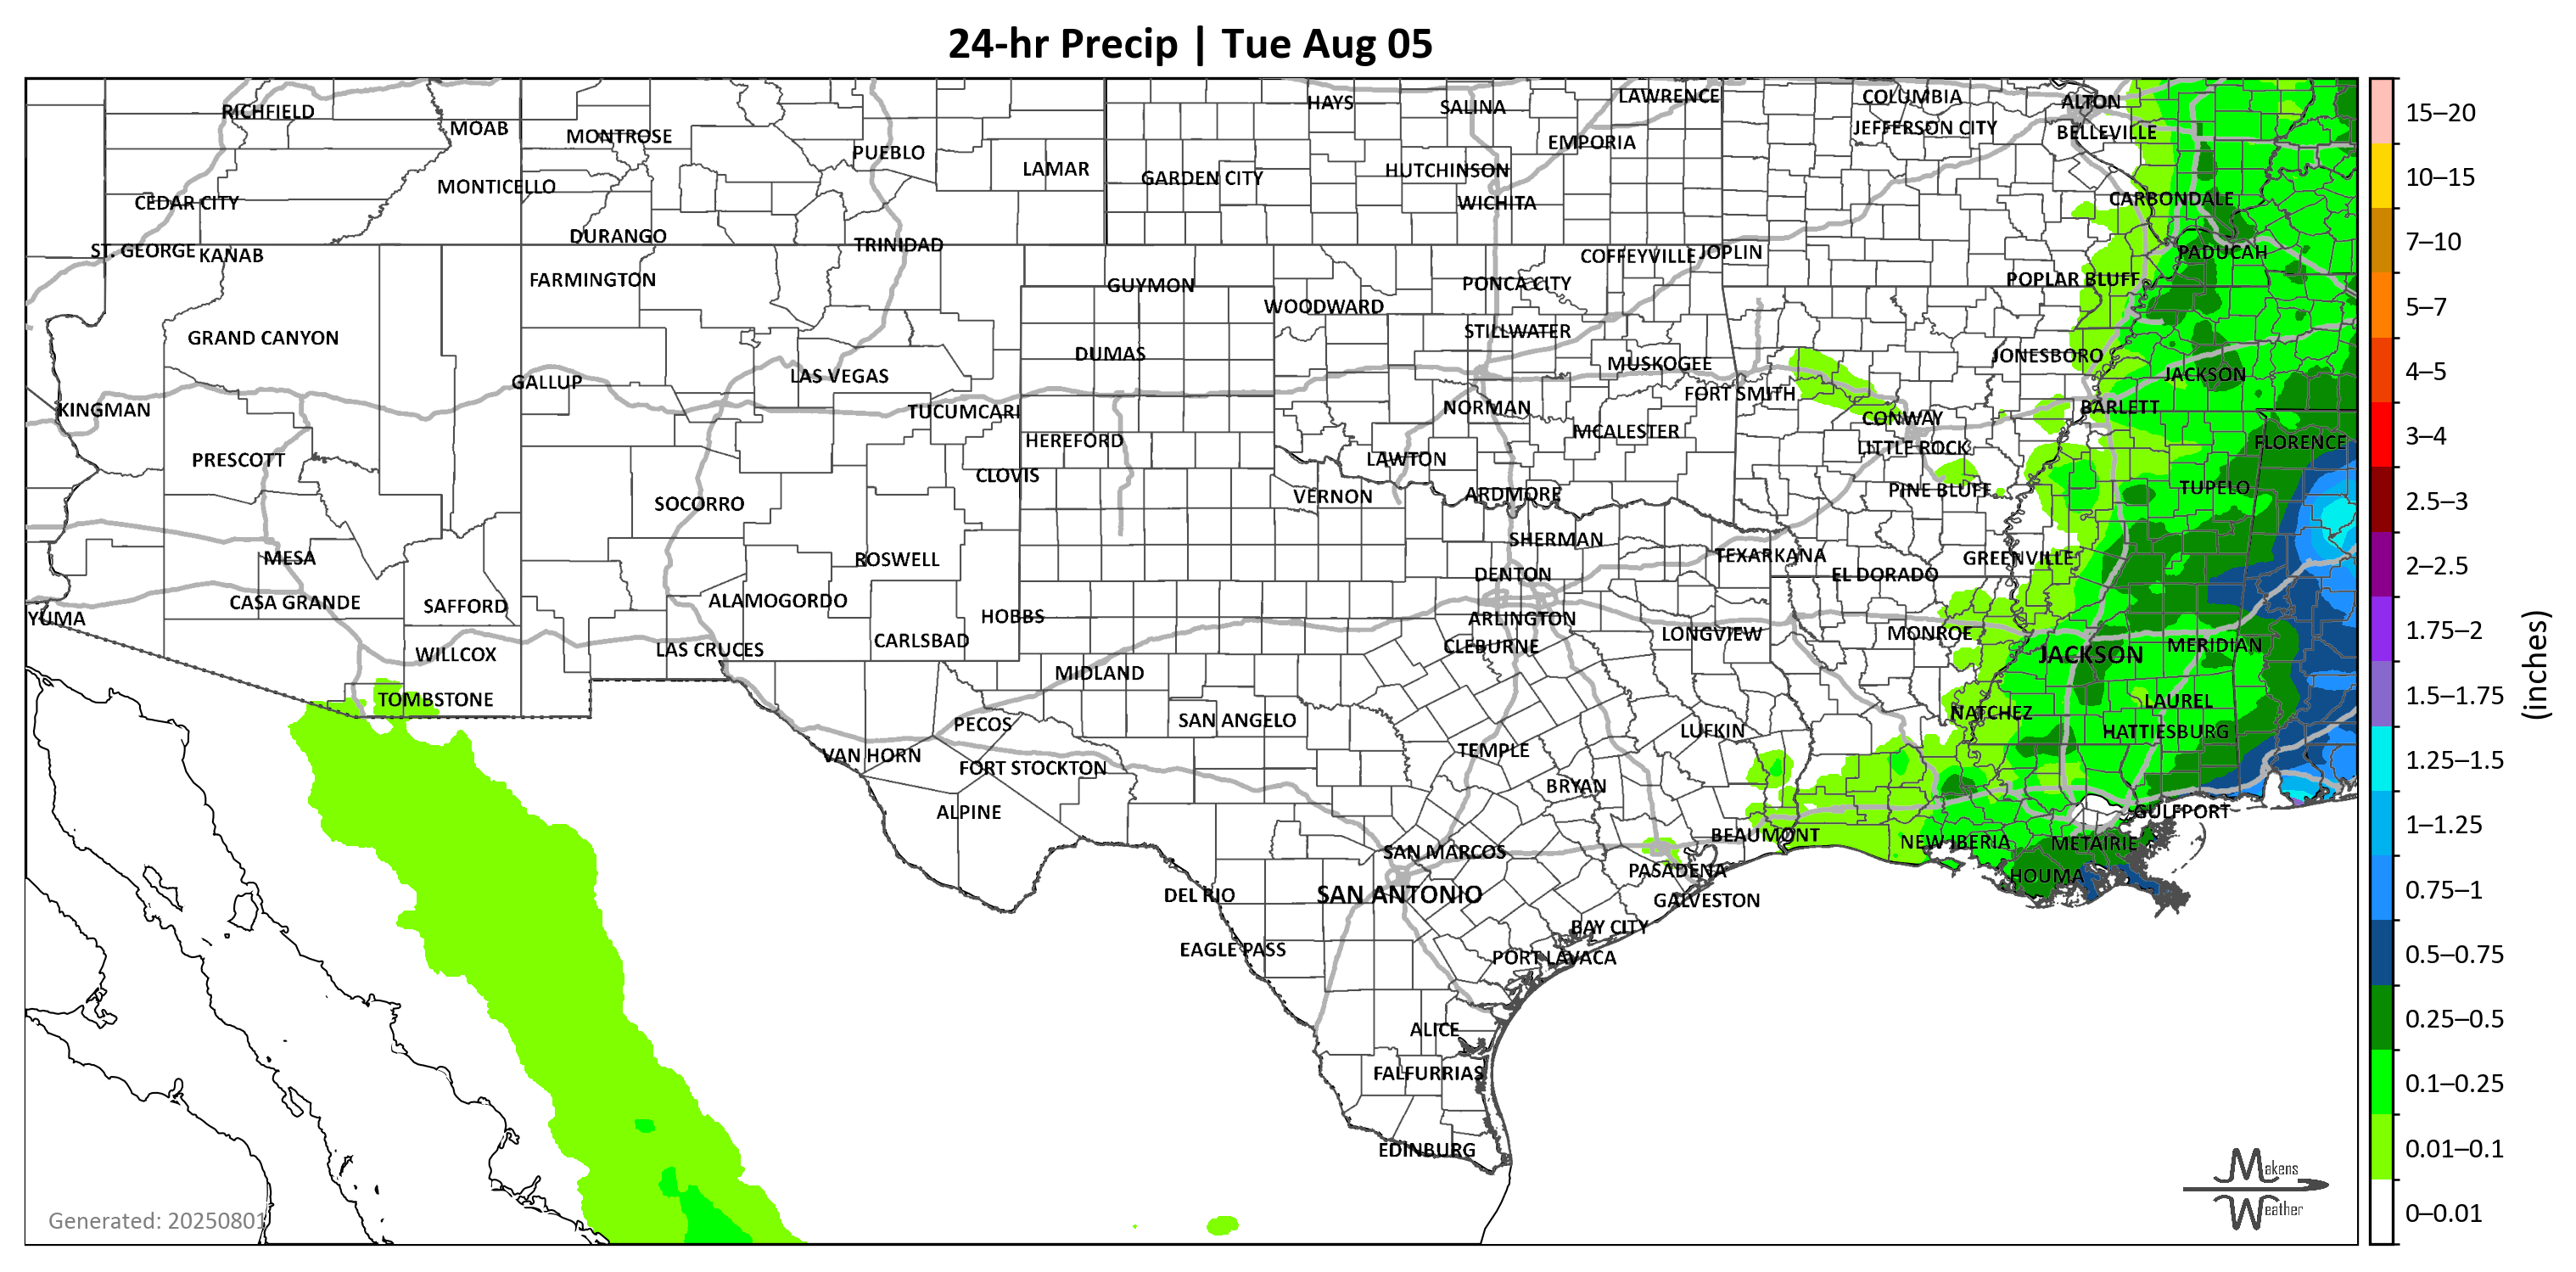 24-hr Precip | Tue Aug 05
RICHFIELD
MOAB
MONTROSE
PUEBLO
LAMAR
HAYS
SALINA
LAWRENCE
COLUMBIA
ALTON
JEFFERSON CITY
BELLEVILLE
EMPORIA
HUTCHINSON
GARDEN CITY
MONTICELLO
CEDAR CITY
WICHITA
CARBONDALE
DURANGO
TRINIDAD
ST. GEORGE
KANAB
COFFEYVILLE
JOPLIN
PADUCAH
FARMINGTON
GUYMON
PONCA CITY
POPLAR BLUFF
WOODWARD
GRAND CANYON
STILLWATER
DUMAS
MUSKOGEE
JONESBORO
GALLUP
LAS VEGAS
JACKSON
FORT SMITH
KINGMAN
TUCUMCARI
NORMAN
CONWAY
BARLETT
HEREFORD
MCALESTER
LITTLE ROCK
FLORENCE
PRESCOTT
LAWTON
CLOVIS
SOCORRO
VERNON
ARDMORE
PINE BLUFF
TUPELO
SHERMAN
MESA
ROSWELL
TEXARKANA
GREENVILLE
DENTON
EL DORADO
CASA GRANDE
SAFFORD
ALAMOGORDO
HOBBS
ARLINGTON
YUMA
LONGVIEW
MONROE
WILLCOX
LAS CRUCES
CARLSBAD
CLEBURNE
JACKSON
MERIDIAN
MIDLAND
TOMBSTONE
PECOS
SAN ANGELO
LUFKIN
NATCHEZ
LAUREL
HATTIESBURG
VAN HORN
FORT STOCKTON
TEMPLE
BRYAN
ALPINE
GULFPORT
BEAUMONT
NEW IBERIA
METAIRIE
SAN MARCOS
PASADENA
HOUMA
DEL RIO
SAN ANTONIO
GALVESTON
BAY CITY
EAGLE PASS
PORT LAVACA
ALICE
FALFURRIAS
EDINBURG
Generated: 20250801
Makens
Weather
15–20
10–15
7–10
5–7
4–5
3–4
2.5–3
2–2.5
1.75–2
1.5–1.75
1.25–1.5
1–1.25
0.75–1
0.5–0.75
0.25–0.5
0.1–0.25
0.01–0.1
0–0.01
(inches)